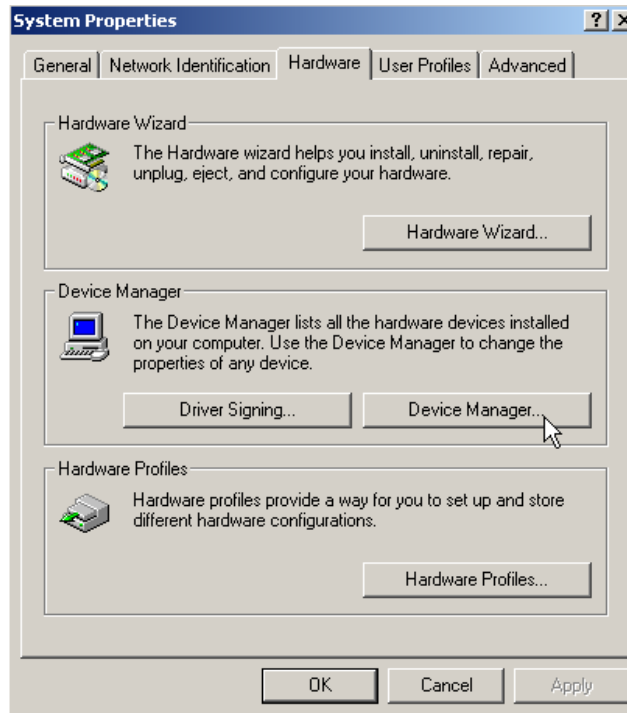 System Properties
General Network Identification Hardware User Profiles Advanced
Hardware Wizard
The Hardware wizard helps you install, uninstall, repair,
unplug, eject, and configure your hardware.
Hardware Wizard...
Device Manager
The Device Manager lists all the hardware devices installed
on your computer. Use the Device Manager to change the
properties of any device.
Driver Signing... Device Manager...
Hardware Profiles
Hardware profiles provide a way for you to set up and store
different hardware configurations.
Hardware Profiles...
OK Cancel Apply